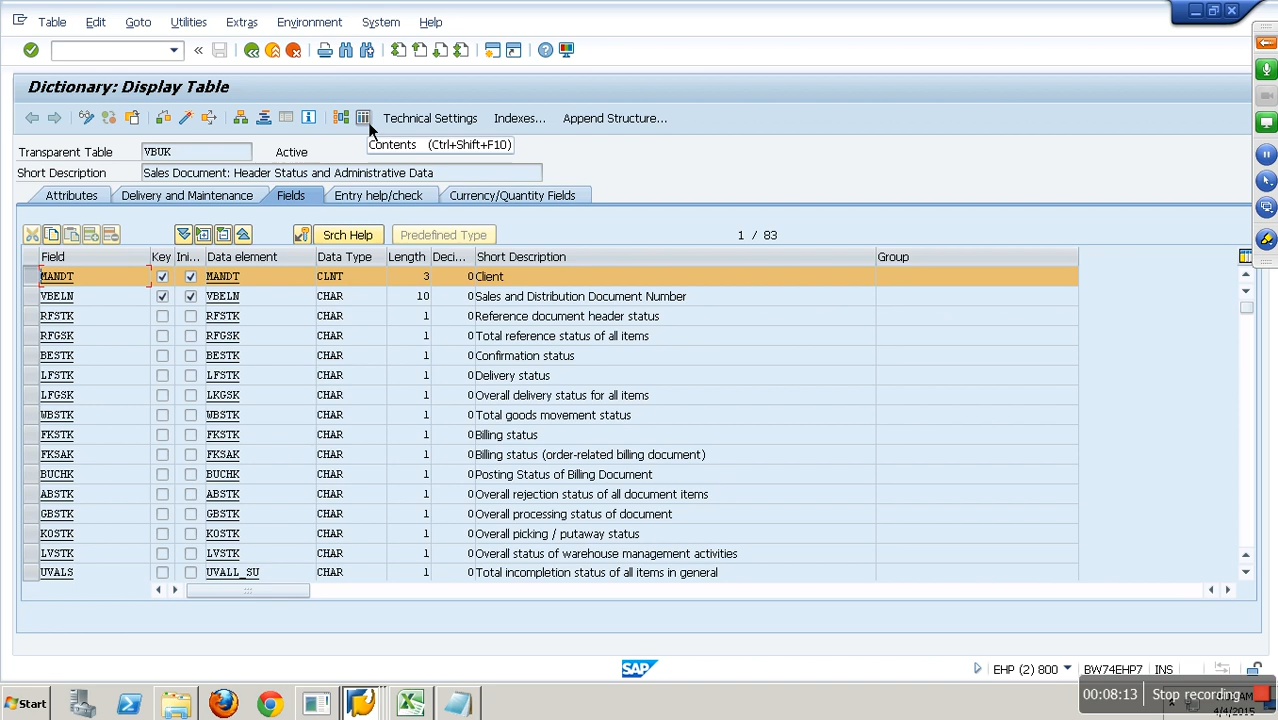 Table Edit Goto Utilities Extras Environment System Help
Dictionary: Display Table
Technical Settings Indexes... Append Structure...
Contents (Ctrl+Shift+F10)
Transparent Table VBUK Active
Short Description Sales Document: Header Status and Administrative Data
Attributes Delivery and Maintenance Fields Entry help/check Currency/Quantity Fields
Srch Help Predefined Type 1 / 83
Field Key Ini... Data element Data Type Length Deci... Short Description Group
MANDT MANDT CLNT 3 0 Client
VBELN VBELN CHAR 10 0 Sales and Distribution Document Number
RFSTK RFSTK CHAR 1 0 Reference document header status
RFGSK RFGSK CHAR 1 0 Total reference status of all items
BESTK BESTK CHAR 1 0 Confirmation status
LFSTK LFSTK CHAR 1 0 Delivery status
LFGSK LKGSK CHAR 1 0 Overall delivery status for all items
WBSTK WBSTK CHAR 1 0 Total goods movement status
FKSTK FKSTK CHAR 1 0 Billing status
FKSAK FKSAK CHAR 1 0 Billing status (order-related billing document)
BUCHK BUCHK CHAR 1 0 Posting Status of Billing Document
ABSTK ABSTK CHAR 1 0 Overall rejection status of all document items
GBSTK GBSTK CHAR 1 0 Overall processing status of document
KOSTK KOSTK CHAR 1 0 Overall picking / putaway status
LVSTK LVSTK CHAR 1 0 Overall status of warehouse management activities
UVALS UVALL_SU CHAR 1 0 Total incompletion status of all items in general
SAP EHP (2) 800 BW74EHP7 INS
00:08:13 Stop recording
Start 4/4/2015